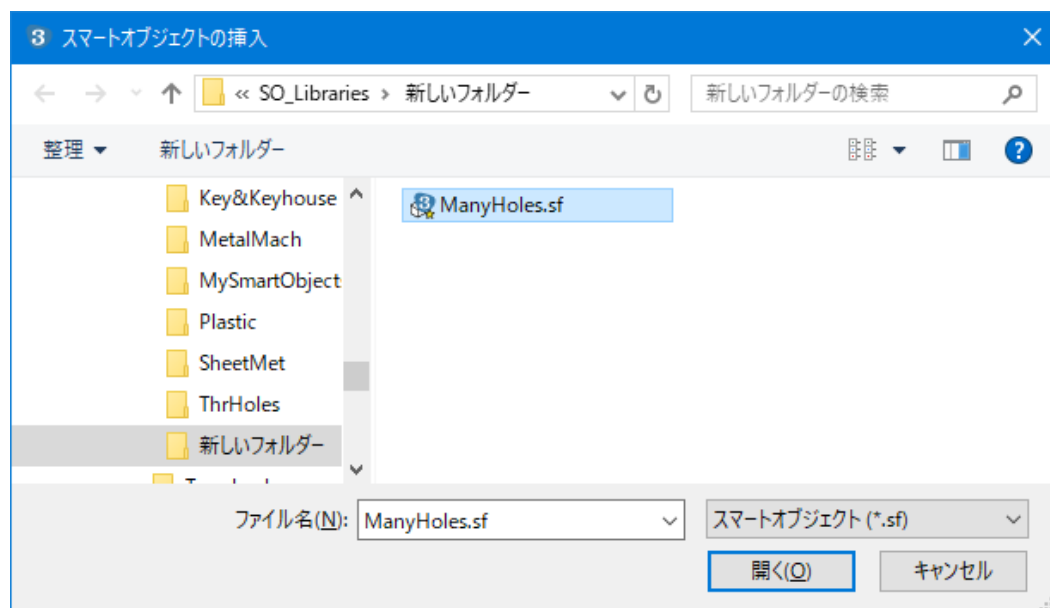 スマートオブジェクトの挿入
« SO_Libraries › 新しいフォルダー
新しいフォルダーの検索
整理
新しいフォルダー
Key&Keyhouse
MetalMach
MySmartObject
Plastic
SheetMet
ThrHoles
新しいフォルダー
ManyHoles.sf
ファイル名(N):
ManyHoles.sf
スマートオブジェクト (*.sf)
開く(O)
キャンセル